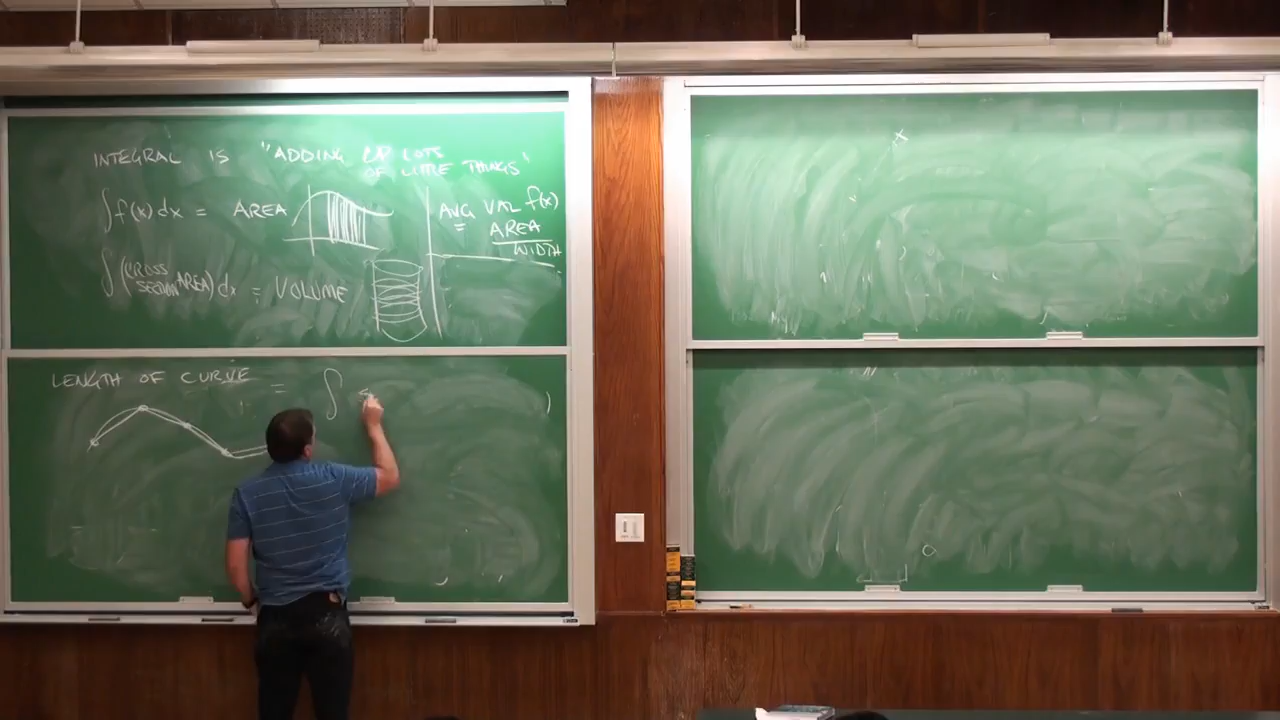 INTEGRAL IS "ADDING UP LOTS
OF LITTLE THINGS"
∫f(x)dx = AREA
∫(CROSS SECTION AREA)dx = VOLUME
AVG VAL f(x)
= AREA
WIDTH
LENGTH OF CURVE = ∫